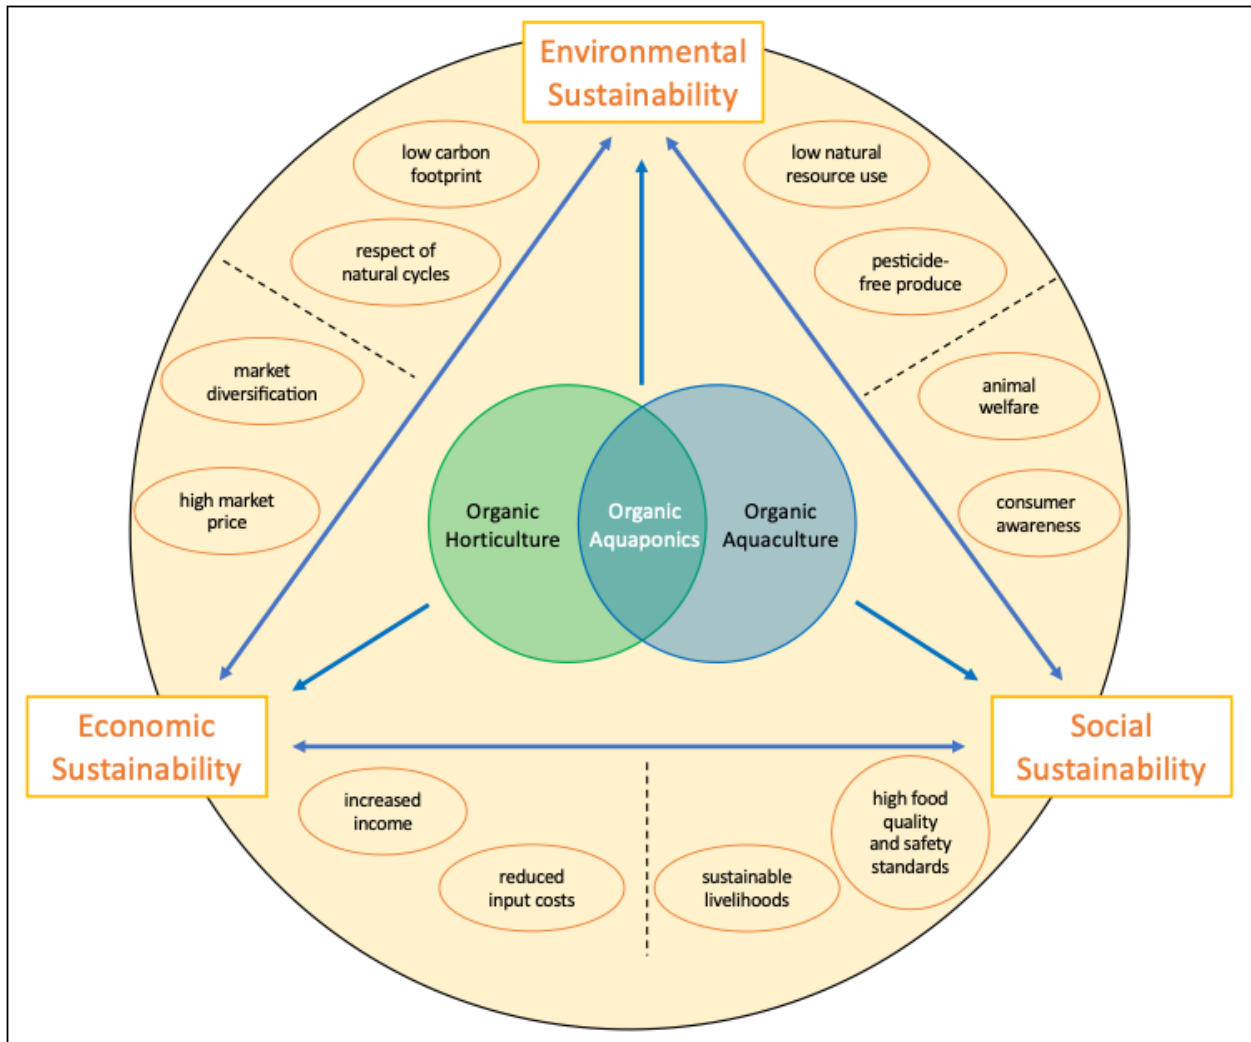 Environmental
Sustainability
low carbon
footprint
low natural
resource use
respect of
natural cycles
pesticide-
free produce
market
diversification
animal
welfare
high market
price
Organic
Horticulture
Organic
Aquaponics
Organic
Aquaculture
consumer
awareness
Economic
Sustainability
Social
Sustainability
increased
income
high food
quality
and safety
standards
reduced
input costs
sustainable
livelihoods